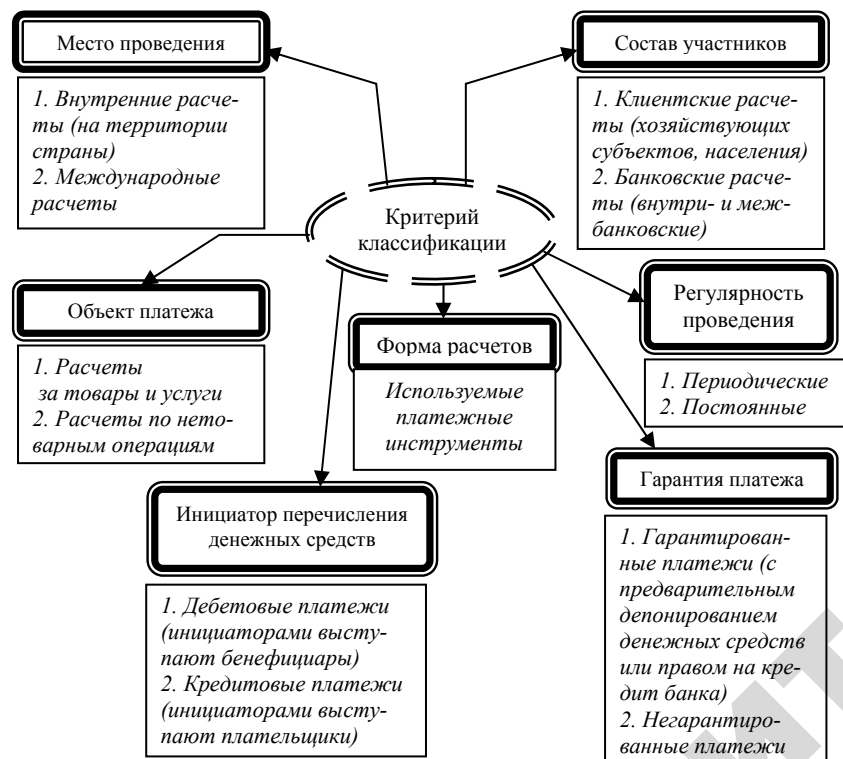 Место проведения
1. Внутренние расче-
ты (на территории
страны)
2. Международные
расчеты
Состав участников
1. Клиентские расче-
ты (хозяйствующих
субъектов, населения)
2. Банковские расче-
ты (внутри- и меж-
банковские)
Критерий
классификации
Объект платежа
1. Расчеты
за товары и услуги
2. Расчеты по нето-
варным операциям
Форма расчетов
Используемые
платежные
инструменты
Регулярность
проведения
1. Периодические
2. Постоянные
Инициатор перечисления
денежных средств
1. Дебетовые платежи
(инициаторами высту-
пают бенефициары)
2. Кредитовые платежи
(инициаторами высту-
пают плательщики)
Гарантия платежа
1. Гарантирован-
ные платежи (с
предварительным
депонированием
денежных средств
или правом на кре-
дит банка)
2. Негарантиро-
ванные платежи